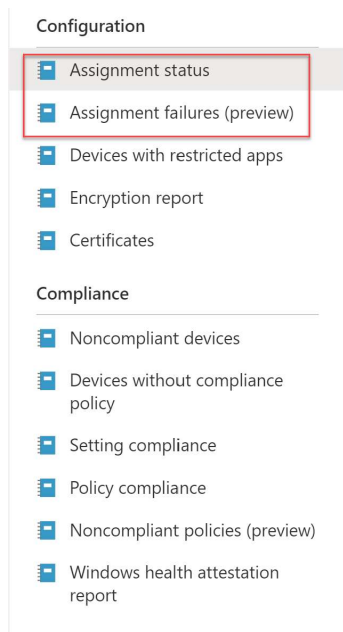 Configuration
Assignment status
Assignment failures (preview)
Devices with restricted apps
Encryption report
Certificates
Compliance
Noncompliant devices
Devices without compliance
policy
Setting compliance
Policy compliance
Noncompliant policies (preview)
Windows health attestation
report